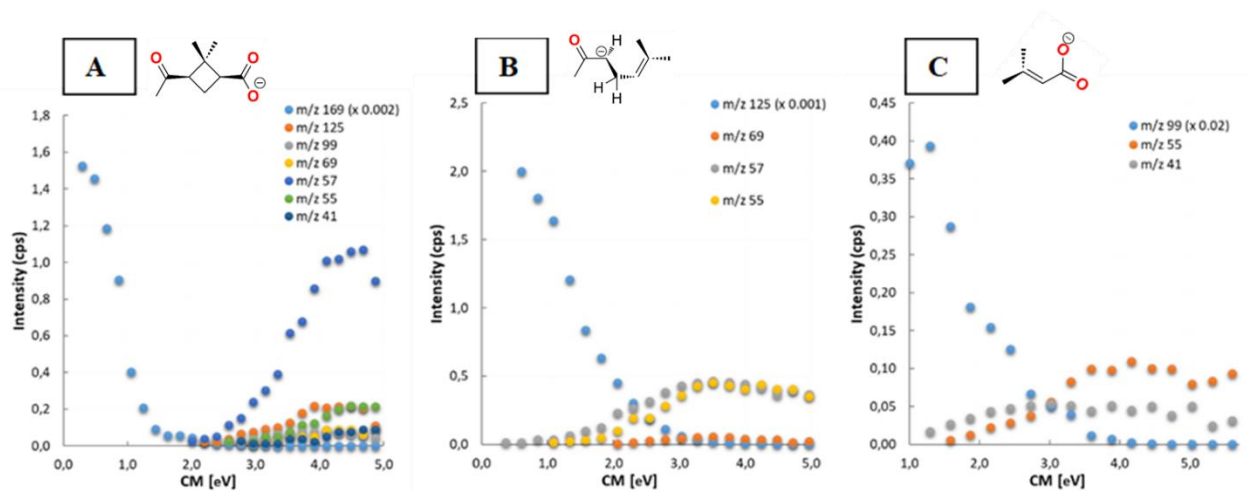 A
O
O
O
⊖
m/z 169 (x 0.002)
m/z 125
m/z 99
m/z 69
m/z 57
m/z 55
m/z 41
1,8
1,6
1,4
1,2
1,0
0,8
0,6
0,4
0,2
0,0
Intensity (cps)
0,0 1,0 2,0 3,0 4,0 5,0
CM [eV]
B
O
⊖
H
H
H
m/z 125 (x 0.001)
m/z 69
m/z 57
m/z 55
2,5
2,0
1,5
1,0
0,5
0,0
Intensity (cps)
0,0 1,0 2,0 3,0 4,0 5,0
CM [eV]
C
⊖
O
O
m/z 99 (x 0.02)
m/z 55
m/z 41
0,45
0,40
0,35
0,30
0,25
0,20
0,15
0,10
0,05
0,00
Intensity (cps)
1,0 2,0 3,0 4,0 5,0
CM [eV]